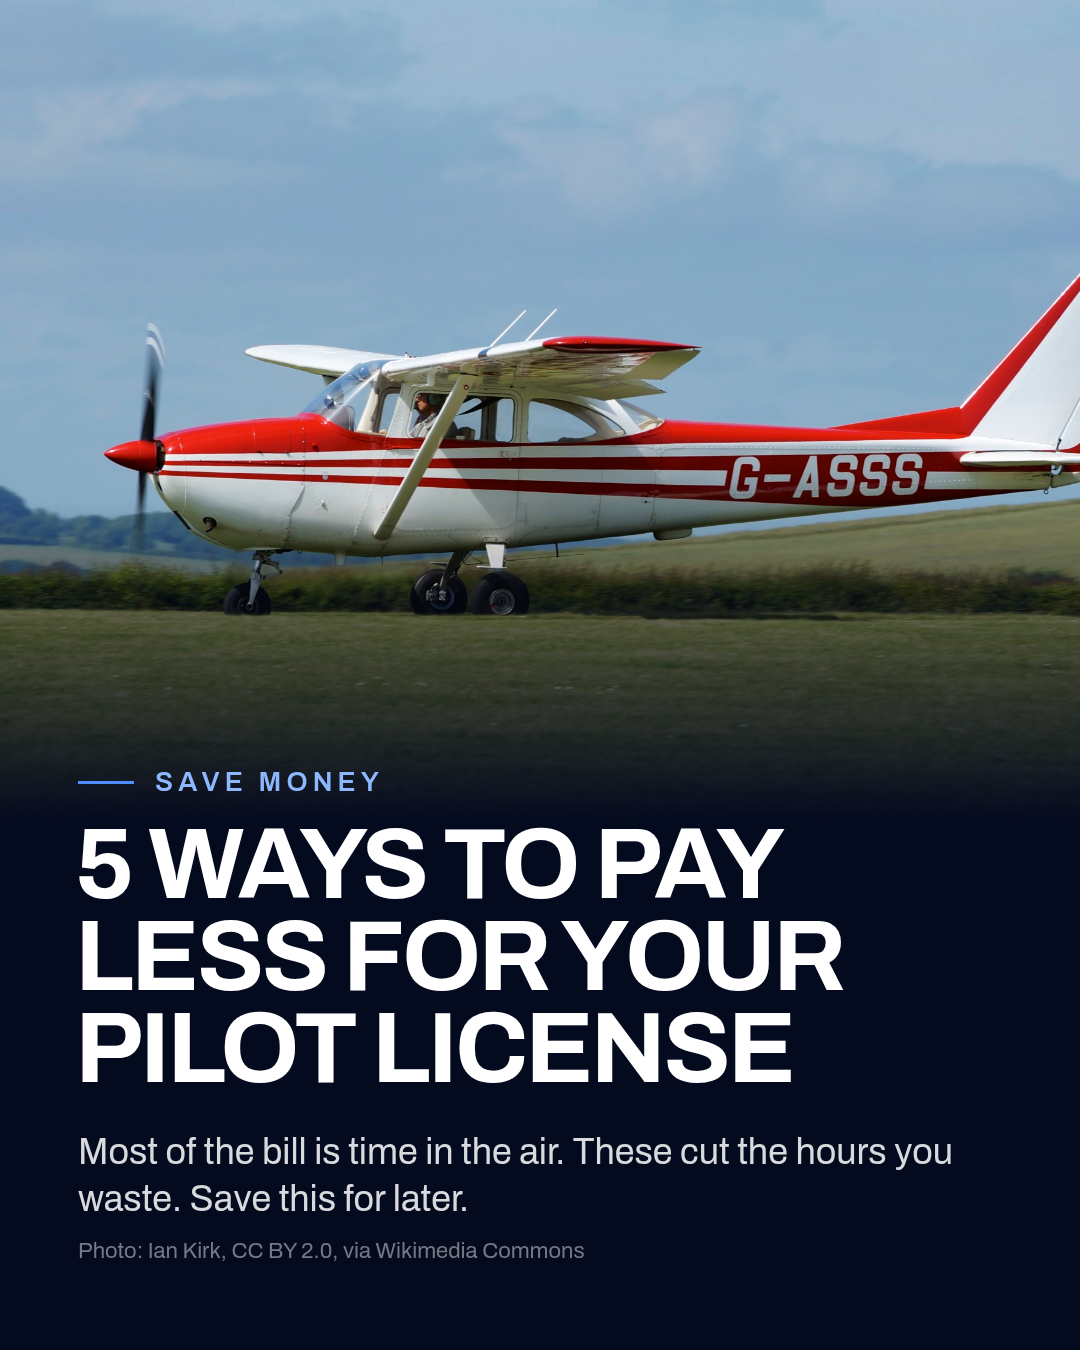 G-ASSS
SAVE MONEY
5 WAYS TO PAY
LESS FOR YOUR
PILOT LICENSE
Most of the bill is time in the air. These cut the hours you
waste. Save this for later.
Photo: Ian Kirk, CC BY 2.0, via Wikimedia Commons